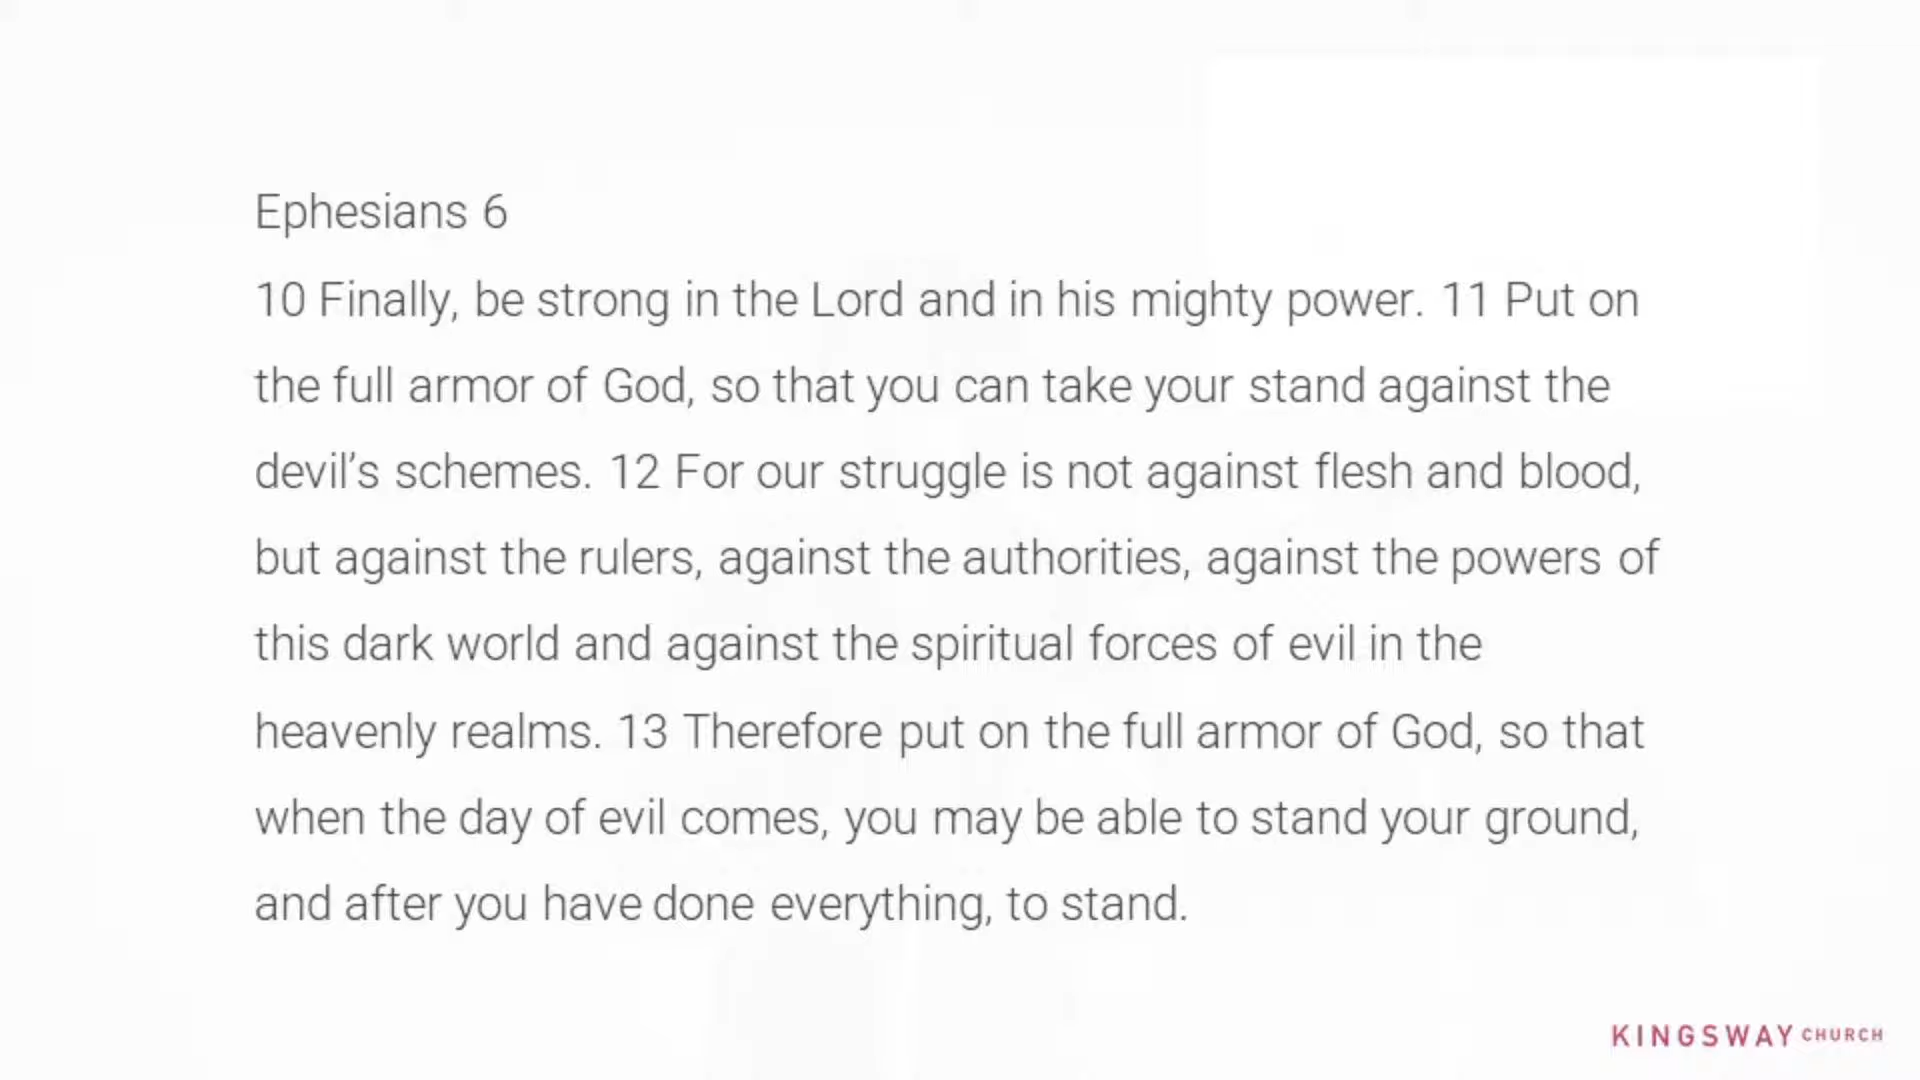 Ephesians 6
10 Finally, be strong in the Lord and in his mighty power. 11 Put on
the full armor of God, so that you can take your stand against the
devil’s schemes. 12 For our struggle is not against flesh and blood,
but against the rulers, against the authorities, against the powers of
this dark world and against the spiritual forces of evil in the
heavenly realms. 13 Therefore put on the full armor of God, so that
when the day of evil comes, you may be able to stand your ground,
and after you have done everything, to stand.
KINGSWAY CHURCH